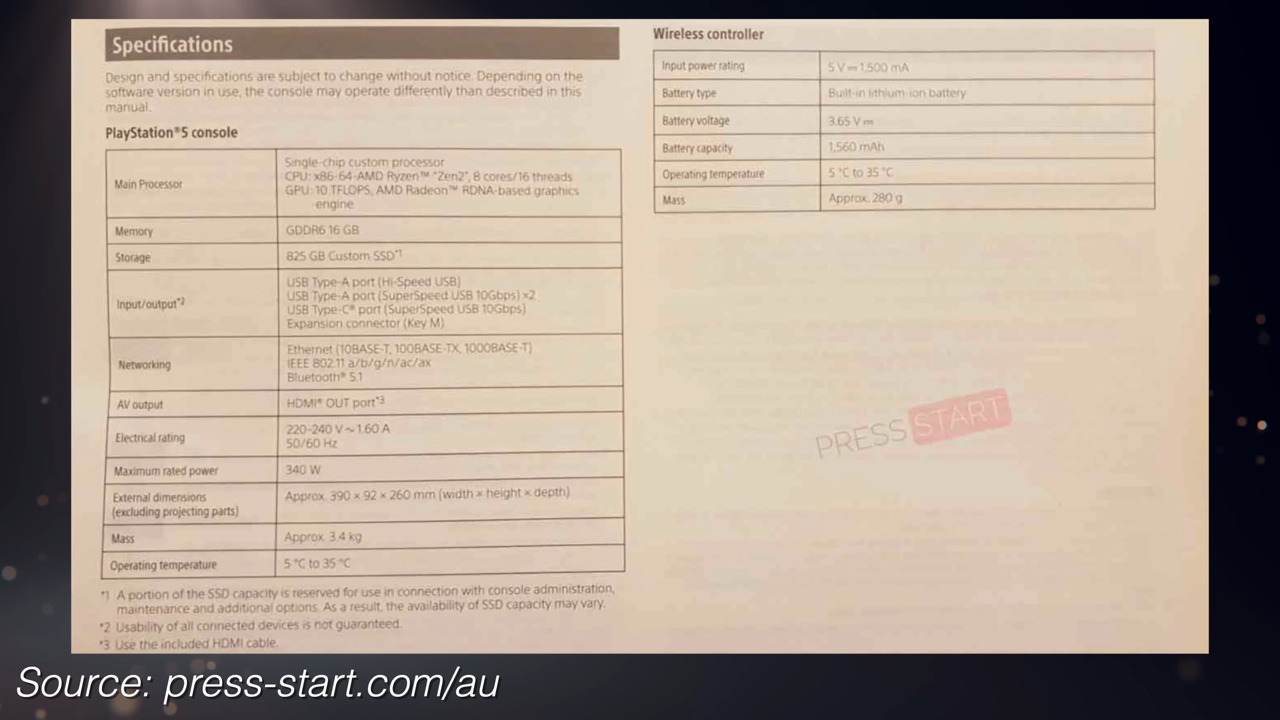 Specifications
Design and specifications are subject to change without notice. Depending on the
software version in use, the console may operate differently than described in this
manual.
PlayStation®5 console
Main Processor
Single-chip custom processor
CPU: x86-64-AMD Ryzen™ "Zen2", 8 cores/16 threads
GPU: 10 TFLOPS, AMD Radeon™ RDNA-based graphics
engine
Memory
GDDR6 16 GB
Storage
825 GB Custom SSD*1
Input/output*2
USB Type-A port (Hi-Speed USB)
USB Type-A port (SuperSpeed USB 10Gbps) ×2
USB Type-C® port (SuperSpeed USB 10Gbps)
Expansion connector (Key M)
Networking
Ethernet (10BASE-T, 100BASE-TX, 1000BASE-T)
IEEE 802.11 a/b/g/n/ac/ax
Bluetooth® 5.1
AV output
HDMI® OUT port*3
Electrical rating
220-240 V ~ 1.60 A
50/60 Hz
Maximum rated power
340 W
External dimensions
(excluding projecting parts)
Approx. 390 × 92 × 260 mm (width × height × depth)
Mass
Approx. 3.4 kg
Operating temperature
5 °C to 35 °C
*1 A portion of the SSD capacity is reserved for use in connection with console administration,
maintenance and additional options. As a result, the availability of SSD capacity may vary.
*2 Usability of all connected devices is not guaranteed.
*3 Use the included HDMI cable.
Wireless controller
Input power rating
5 V ⎓ 1,500 mA
Battery type
Built-in lithium-ion battery
Battery voltage
3.65 V ⎓
Battery capacity
1,560 mAh
Operating temperature
5 °C to 35 °C
Mass
Approx. 280 g
PRESS START
Source: press-start.com/au